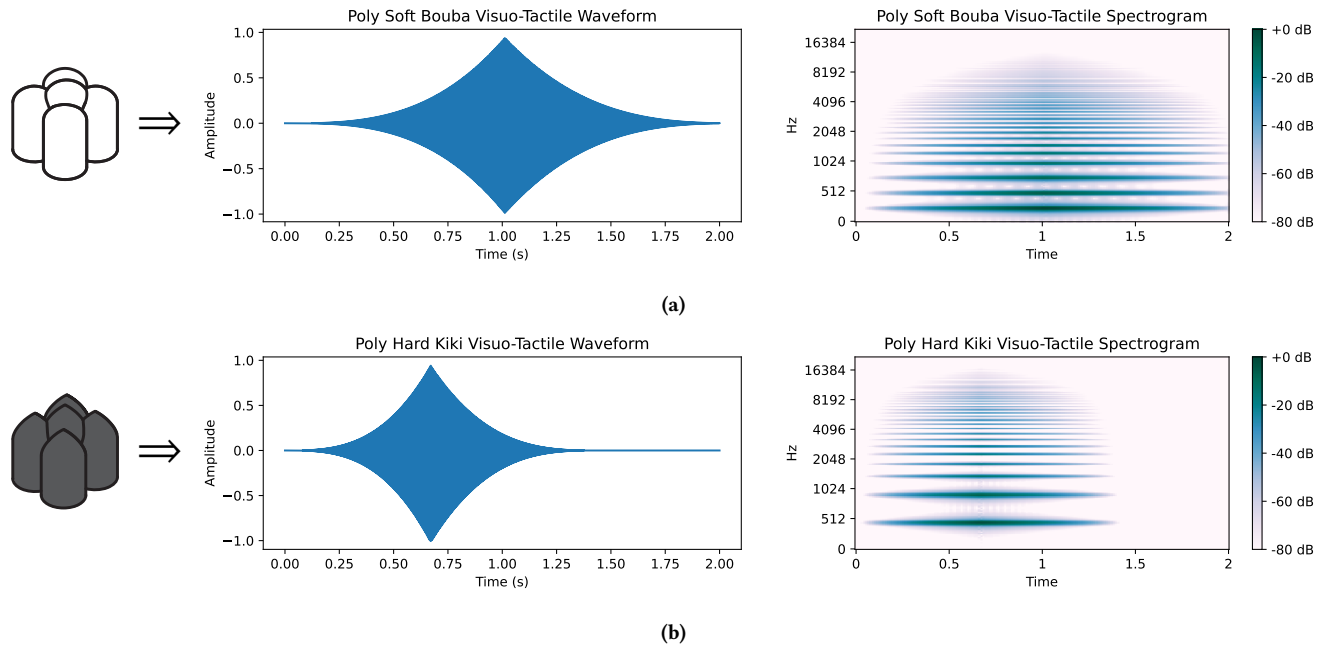 Poly Soft Bouba Visuo-Tactile Waveform
1.0
0.5
0.0
−0.5
−1.0
Amplitude
0.00 0.25 0.50 0.75 1.00 1.25 1.50 1.75 2.00
Time (s)
Poly Soft Bouba Visuo-Tactile Spectrogram
16384
8192
4096
2048
1024
512
0
Hz
0 0.5 1 1.5 2
Time
+0 dB
-20 dB
-40 dB
-60 dB
-80 dB
(a)
Poly Hard Kiki Visuo-Tactile Waveform
1.0
0.5
0.0
−0.5
−1.0
Amplitude
0.00 0.25 0.50 0.75 1.00 1.25 1.50 1.75 2.00
Time (s)
Poly Hard Kiki Visuo-Tactile Spectrogram
16384
8192
4096
2048
1024
512
0
Hz
0 0.5 1 1.5 2
Time
+0 dB
-20 dB
-40 dB
-60 dB
-80 dB
(b)